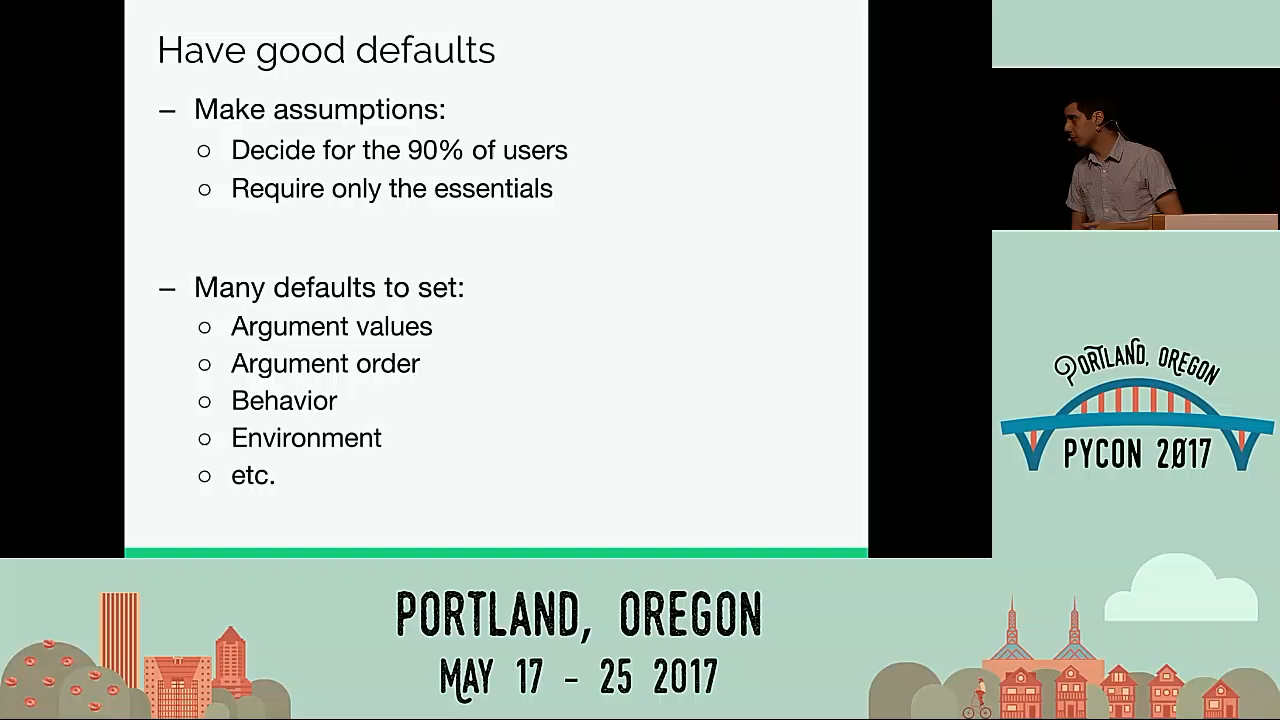 Have good defaults
– Make assumptions:
○ Decide for the 90% of users
○ Require only the essentials
– Many defaults to set:
○ Argument values
○ Argument order
○ Behavior
○ Environment
○ etc.
PORTLAND, OREGON
PYCON 2017
PORTLAND, OREGON
MAY 17 - 25 2017